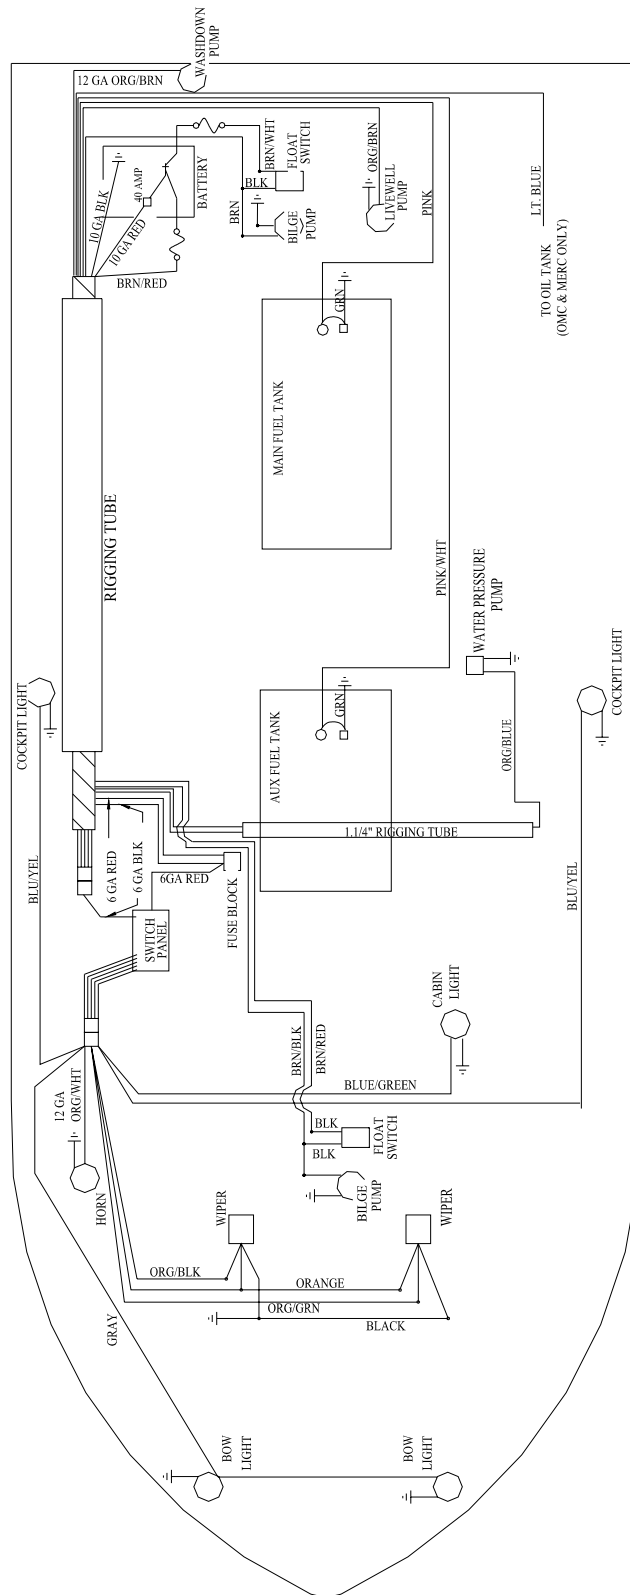 WASHDOWN
PUMP
12 GA ORG/BRN
BRN/WHT
FLOAT
SWITCH
ORG/BRN
LIVEWELL
PUMP
PINK
LT. BLUE
TO OIL TANK
(OMC & MERC ONLY)
10 GA BLK
40 AMP
BATTERY
10 GA RED
BRN/RED
BLK
BRN
BILGE
PUMP
GRN
MAIN FUEL TANK
RIGGING TUBE
PINK/WHT
WATER PRESSURE
PUMP
COCKPIT LIGHT
GRN
AUX FUEL TANK
ORG/BLUE
COCKPIT LIGHT
1.1/4" RIGGING TUBE
BLU/YEL
6 GA RED
6 GA BLK
6GA RED
FUSE BLOCK
SWITCH
PANEL
BLU/YEL
CABIN
LIGHT
BRN/BLK
BRN/RED
BLUE/GREEN
12 GA
ORG/WHT
HORN
BLK
BLK
FLOAT
SWITCH
BILGE
PUMP
WIPER
WIPER
ORG/BLK
ORANGE
ORG/GRN
BLACK
GRAY
BOW
LIGHT
BOW
LIGHT